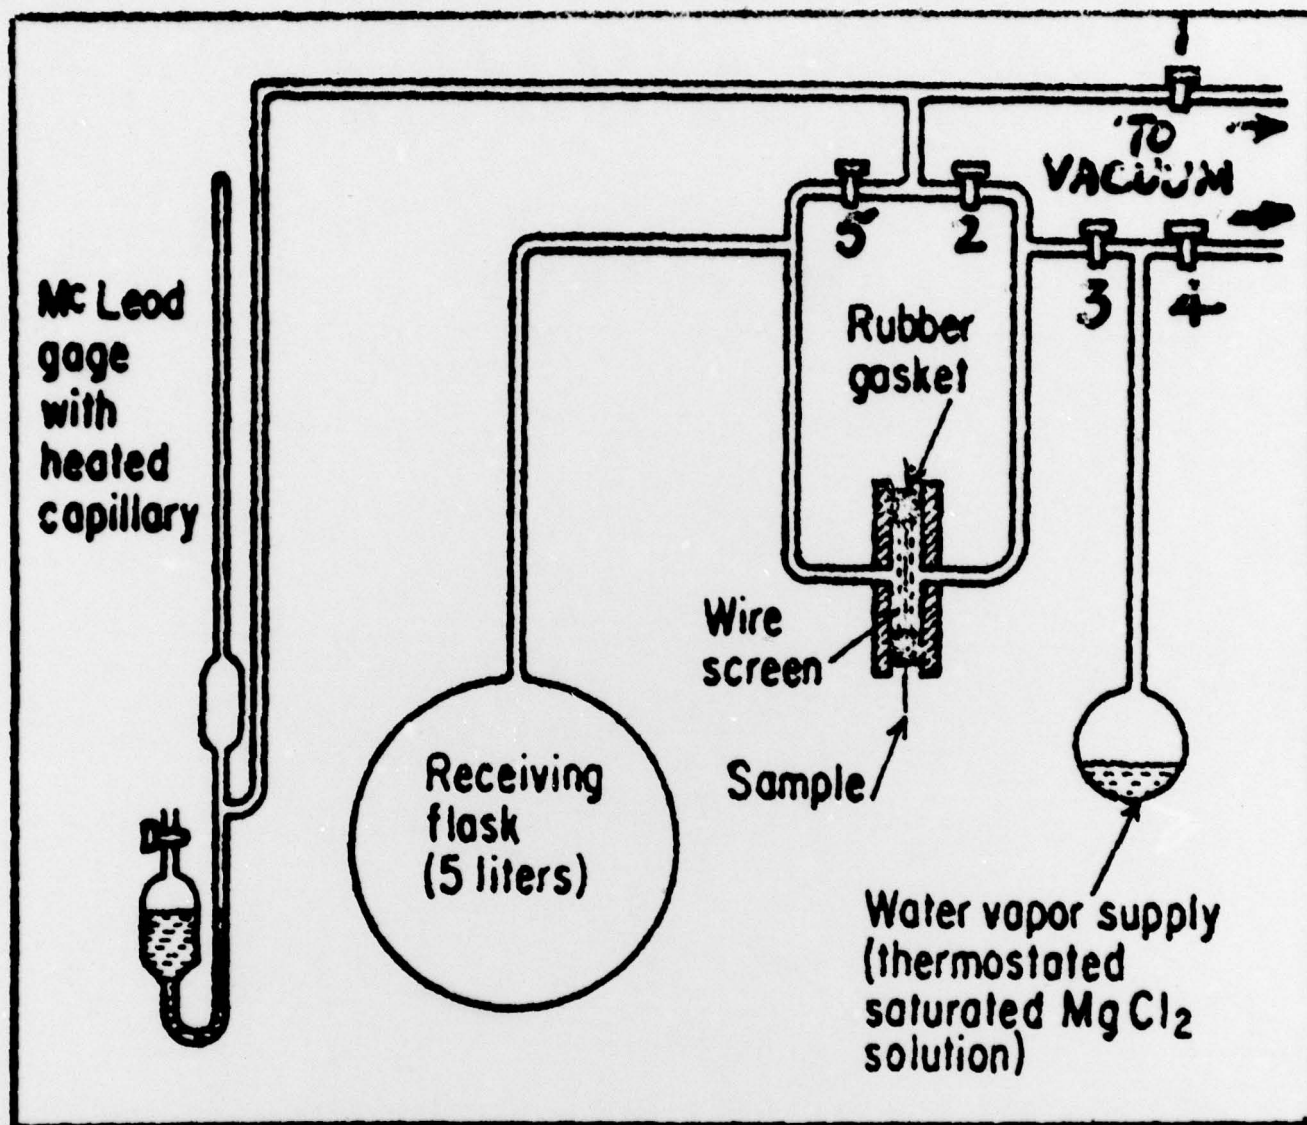 1
TO
VACUUM
5
2
3
4
Mc Leod
gage
with
heated
capillary
Rubber
gasket
Wire
screen
Sample
Receiving
flask
(5 liters)
Water vapor supply
(thermostated
saturated MgCl₂
solution)